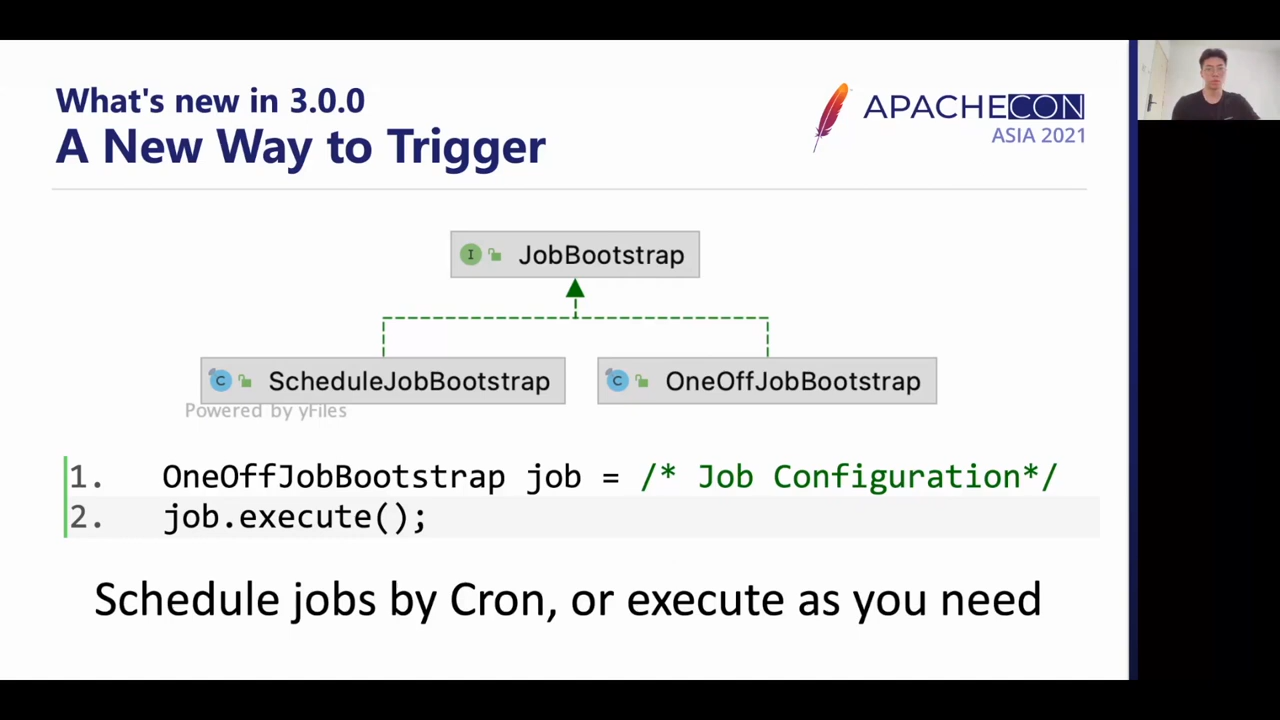 What's new in 3.0.0
A New Way to Trigger
APACHECON
ASIA 2021
I JobBootstrap
C ScheduleJobBootstrap
C OneOffJobBootstrap
Powered by yFiles
1. OneOffJobBootstrap job = /* Job Configuration*/
2. job.execute();
Schedule jobs by Cron, or execute as you need